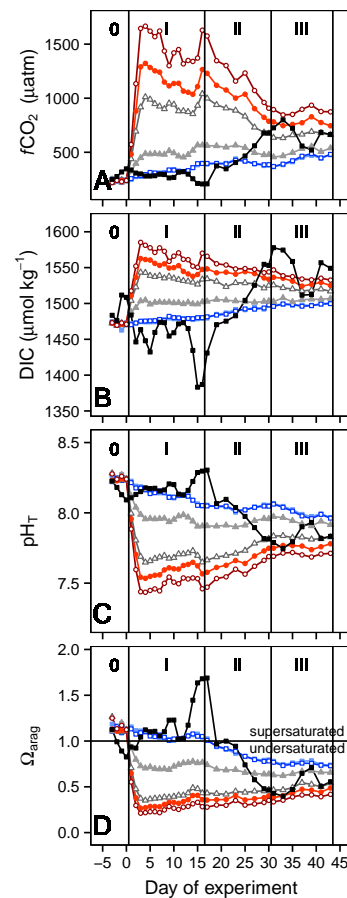 0 I II III
1500
1000
500
fCO₂ (µatm)
A
0 I II III
1600
1550
1500
1450
1400
1350
DIC (µmol kg⁻¹)
B
0 I II III
8.5
8.0
7.5
pH_T
C
0 I II III
2.0
1.5
1.0
0.5
0.0
Ω_arag
supersaturated
undersaturated
D
−5 0 5 10 15 20 25 30 35 40 45
Day of experiment